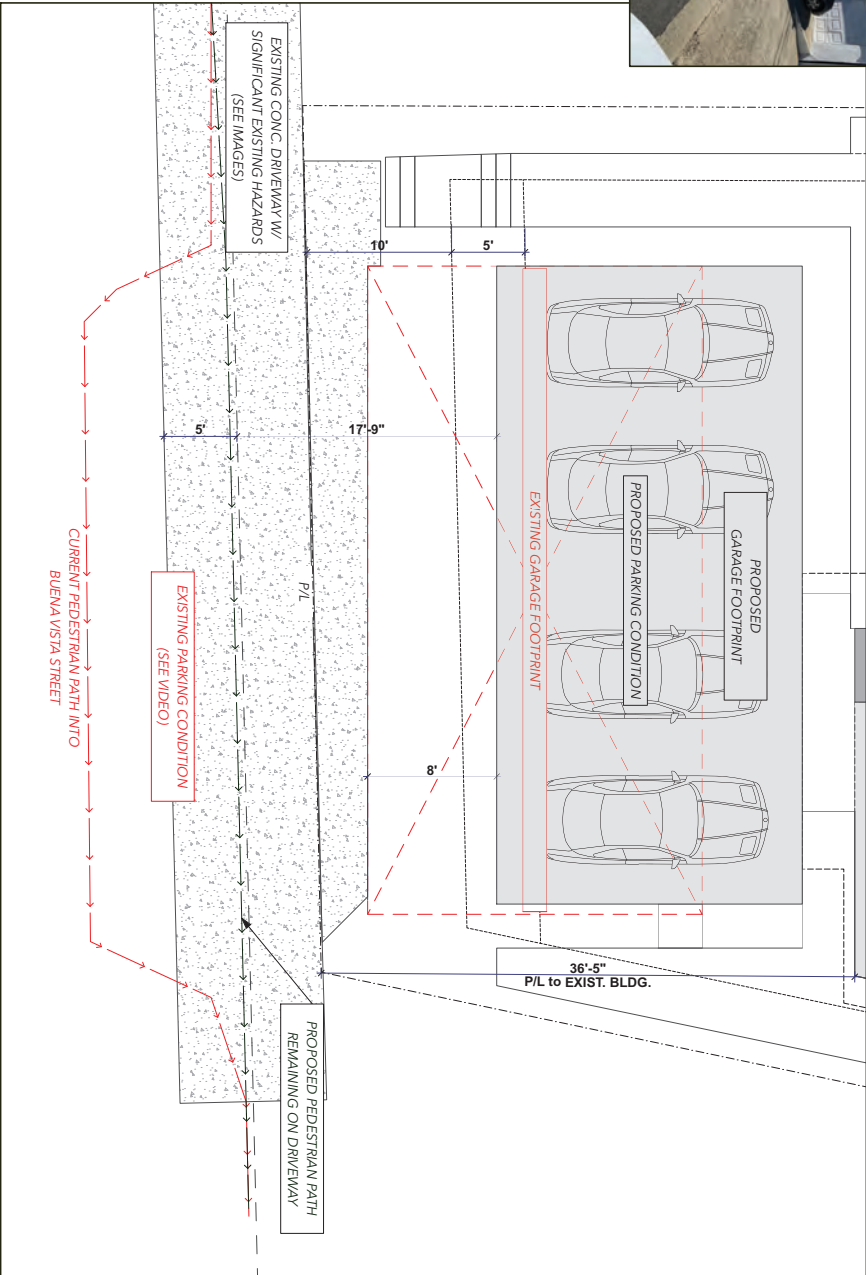 EXISTING CONC. DRIVEWAY W/
SIGNIFICANT EXISTING HAZARDS
(SEE IMAGES)
10'
5'
5'
17'-9"
PROPOSED
GARAGE FOOTPRINT
PROPOSED PARKING CONDITION
EXISTING GARAGE FOOTPRINT
P/L
EXISTING PARKING CONDITION
(SEE VIDEO)
CURRENT PEDESTRIAN PATH INTO
BUENA VISTA STREET
8'
36'-5"
P/L to EXIST. BLDG.
PROPOSED PEDESTRIAN PATH
REMAINING ON DRIVEWAY